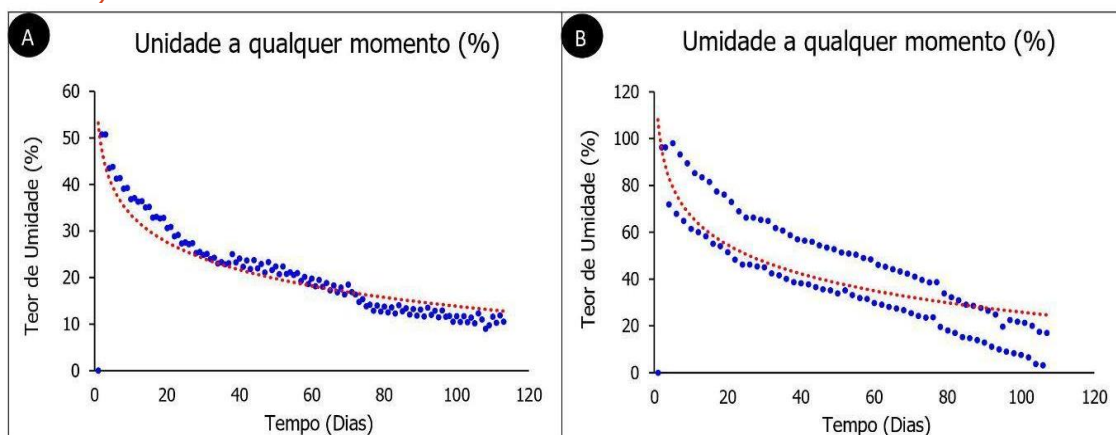 A
Unidade a qualquer momento (%)
Teor de Umidade (%)
60
50
40
30
20
10
0
0 20 40 60 80 100 120
Tempo (Dias)
B
Umidade a qualquer momento (%)
Teor de Umidade (%)
120
100
80
60
40
20
0
0 20 40 60 80 100 120
Tempo (Dias)